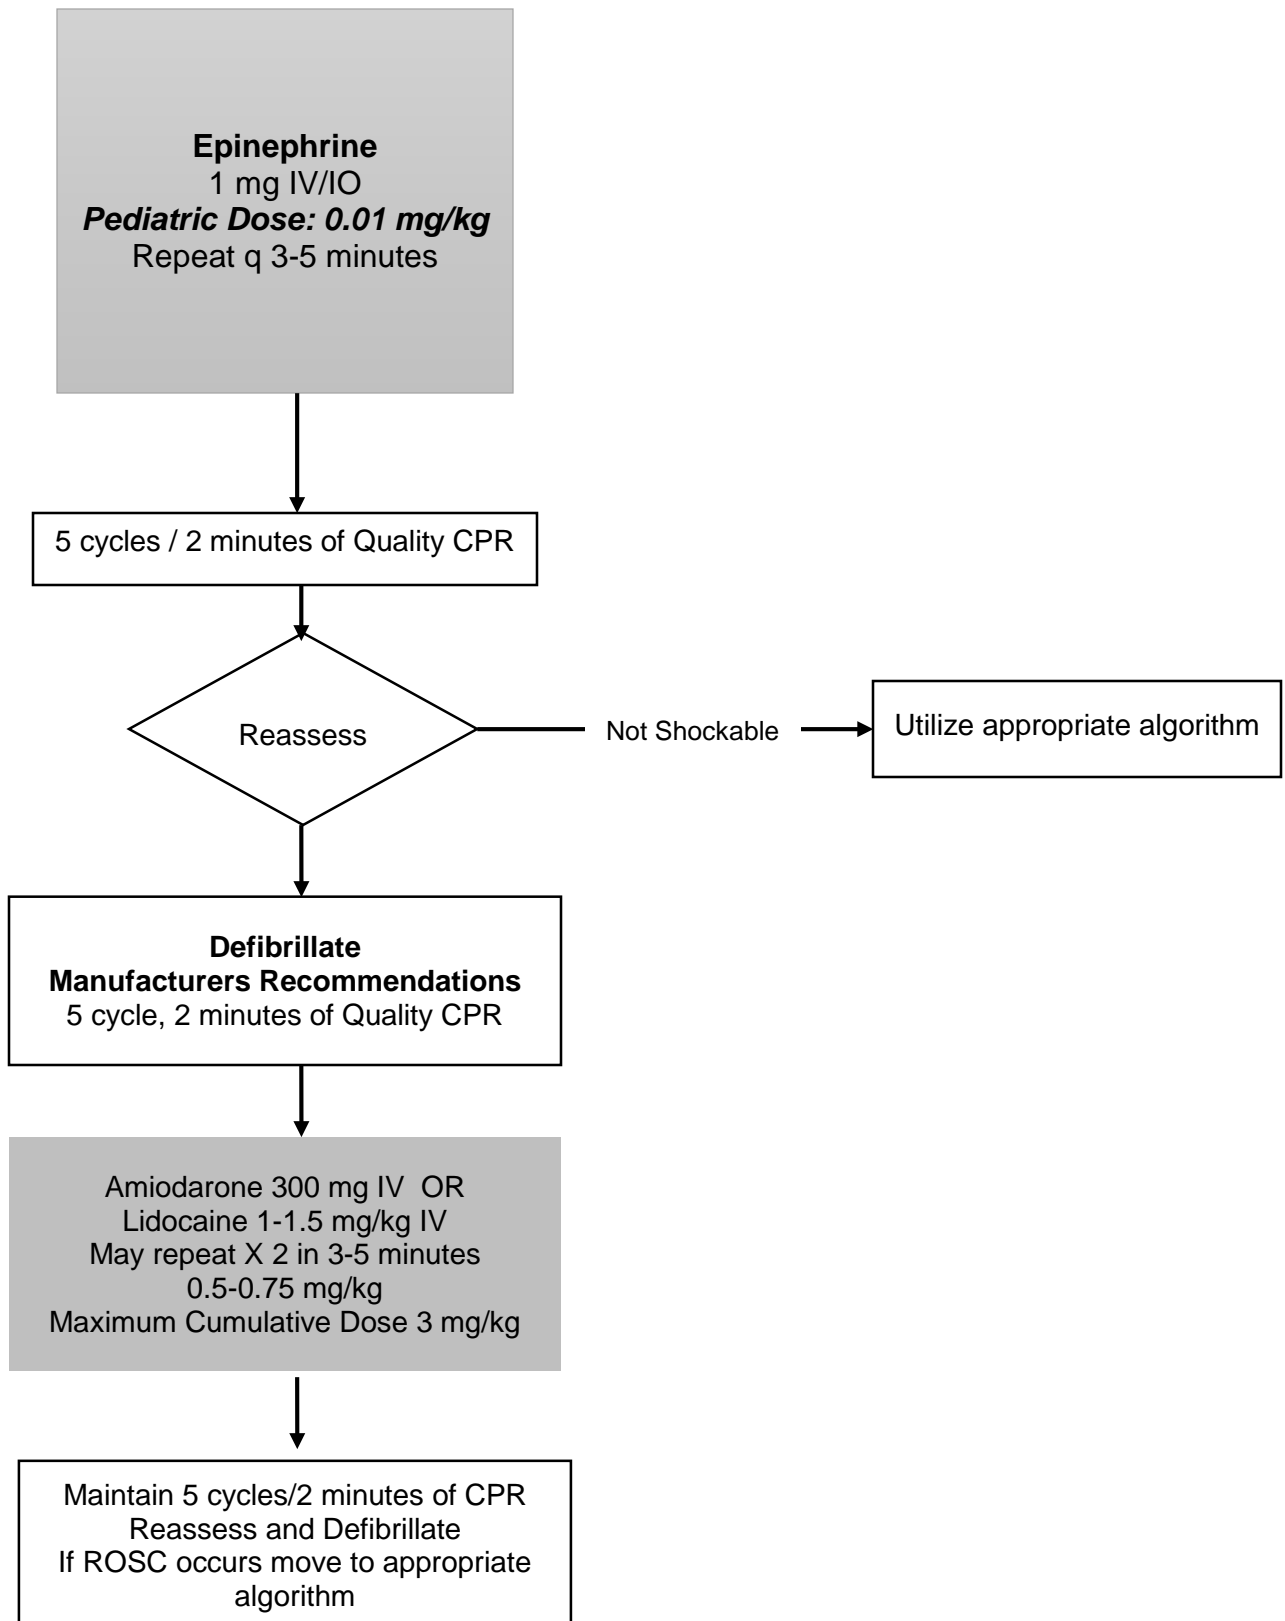 Epinephrine
1 mg IV/IO
Pediatric Dose: 0.01 mg/kg
Repeat q 3-5 minutes
5 cycles / 2 minutes of Quality CPR
Reassess
Not Shockable
Utilize appropriate algorithm
Defibrillate
Manufacturers Recommendations
5 cycle, 2 minutes of Quality CPR
Amiodarone 300 mg IV  OR
Lidocaine 1-1.5 mg/kg IV
May repeat X 2 in 3-5 minutes
0.5-0.75 mg/kg
Maximum Cumulative Dose 3 mg/kg
Maintain 5 cycles/2 minutes of CPR
Reassess and Defibrillate
If ROSC occurs move to appropriate
algorithm